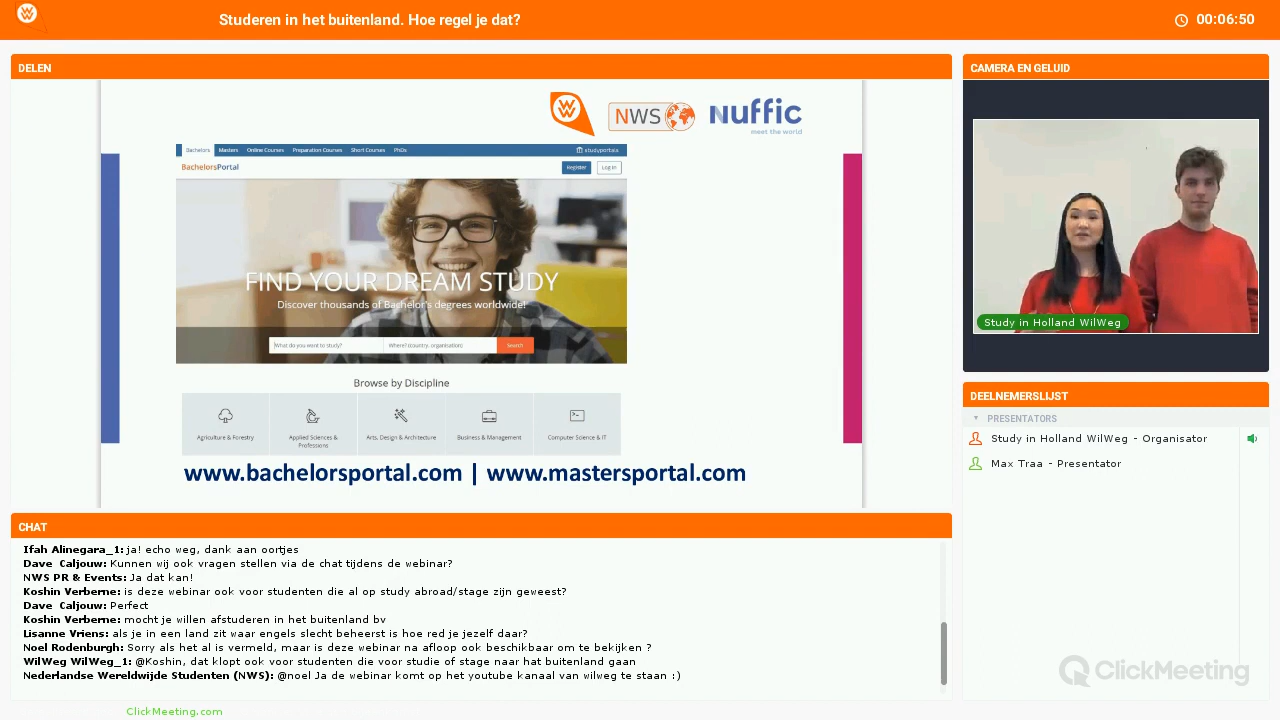 Studeren in het buitenland. Hoe regel je dat?
00:06:50
DELEN
NWS
Nuffic
meet the world
Bachelors Masters Online Courses Preparation Courses Short Courses PhDs studyportals
BachelorsPortal
Register Log In
FIND YOUR DREAM STUDY
Discover thousands of Bachelor's degrees worldwide!
What do you want to study? Where? (country, organisation) Search
Browse by Discipline
Agriculture & Forestry
Applied Sciences & Professions
Arts, Design & Architecture
Business & Management
Computer Science & IT
www.bachelorsportal.com | www.mastersportal.com
CAMERA EN GELUID
Study in Holland WilWeg
DEELNEMERSLIJST
PRESENTATORS
Study in Holland WilWeg - Organisator
Max Traa - Presentator
CHAT
Ifah Alinegara_1: ja! echo weg, dank aan oortjes
Dave Caljouw: Kunnen wij ook vragen stellen via de chat tijdens de webinar?
NWS PR & Events: Ja dat kan!
Koshin Verberne: is deze webinar ook voor studenten die al op study abroad/stage zijn geweest?
Dave Caljouw: Perfect
Koshin Verberne: mocht je willen afstuderen in het buitenland bv
Lisanne Vriens: als je in een land zit waar engels slecht beheerst is hoe red je jezelf daar?
Noel Rodenburgh: Sorry als het al is vermeld, maar is deze webinar na afloop ook beschikbaar om te bekijken ?
WilWeg WilWeg_1: @Koshin, dat klopt ook voor studenten die voor studie of stage naar hat buitenland gaan
Nederlandse Wereldwijde Studenten (NWS): @noel Ja de webinar komt op het youtube kanaal van wilweg te staan :)
ClickMeeting
ClickMeeting.com